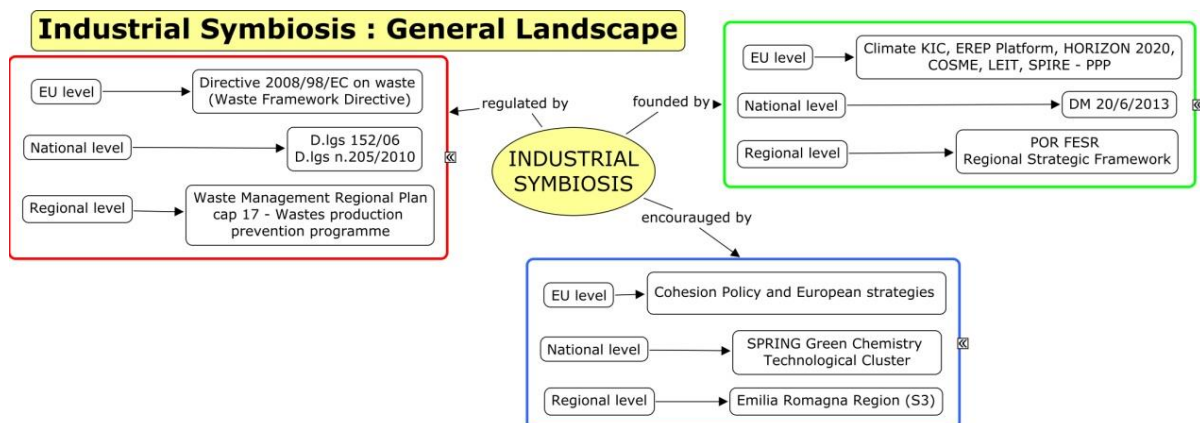 Industrial Symbiosis : General Landscape
EU level
Directive 2008/98/EC on waste
(Waste Framework Directive)
National level
D.lgs 152/06
D.lgs n.205/2010
Regional level
Waste Management Regional Plan
cap 17 - Wastes production
prevention programme
regulated by
founded by
INDUSTRIAL
SYMBIOSIS
encourauged by
EU level
Climate KIC, EREP Platform, HORIZON 2020,
COSME, LEIT, SPIRE - PPP
National level
DM 20/6/2013
Regional level
POR FESR
Regional Strategic Framework
EU level
Cohesion Policy and European strategies
National level
SPRING Green Chemistry
Technological Cluster
Regional level
Emilia Romagna Region (S3)